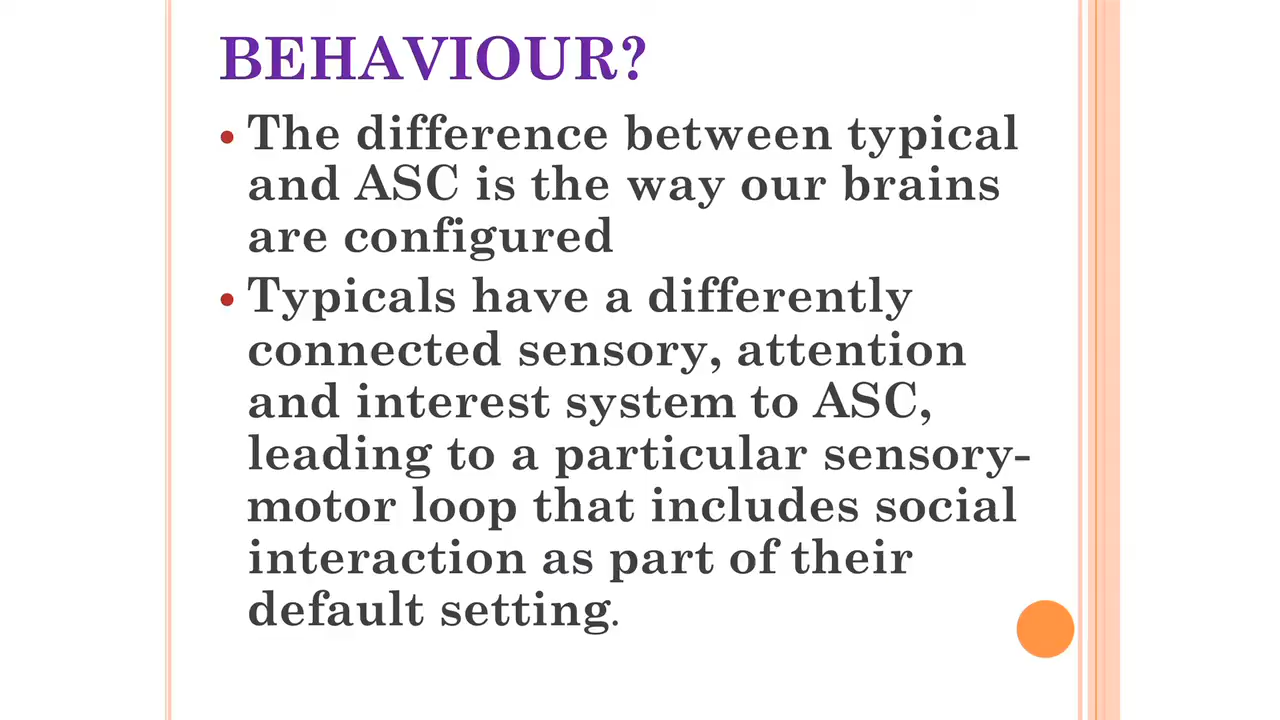 BEHAVIOUR?
• The difference between typical
and ASC is the way our brains
are configured
• Typicals have a differently
connected sensory, attention
and interest system to ASC,
leading to a particular sensory-
motor loop that includes social
interaction as part of their
default setting.